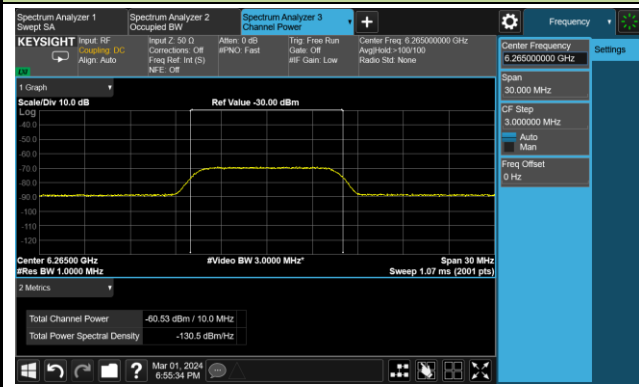 Spectrum Analyzer 1
Swept SA
Spectrum Analyzer 2
Occupied BW
Spectrum Analyzer 3
Channel Power
Frequency
KEYSIGHT
Input: RF
Coupling: DC
Align: Auto
Input Z: 50 Ω
Corrections: Off
Freq Ref: Int (S)
NFE: Off
Atten: 0 dB
#PNO: Fast
Trig: Free Run
Gate: Off
#IF Gain: Low
Center Freq: 6.265000000 GHz
Avg|Hold:>100/100
Radio Std: None
LW
Center Frequency
6.265000000 GHz
Settings
Span
30.000 MHz
CF Step
3.000000 MHz
Auto
Man
Freq Offset
0 Hz
1 Graph
Scale/Div 10.0 dB
Ref Value -30.00 dBm
Log
-40.0
-50.0
-60.0
-70.0
-80.0
-90.0
-100
-110
-120
Center 6.26500 GHz
#Video BW 3.0000 MHz*
Span 30 MHz
#Res BW 1.0000 MHz
Sweep 1.07 ms (2001 pts)
2 Metrics
Total Channel Power
-60.53 dBm / 10.0 MHz
Total Power Spectral Density
-130.5 dBm/Hz
Mar 01, 2024
6:55:34 PM